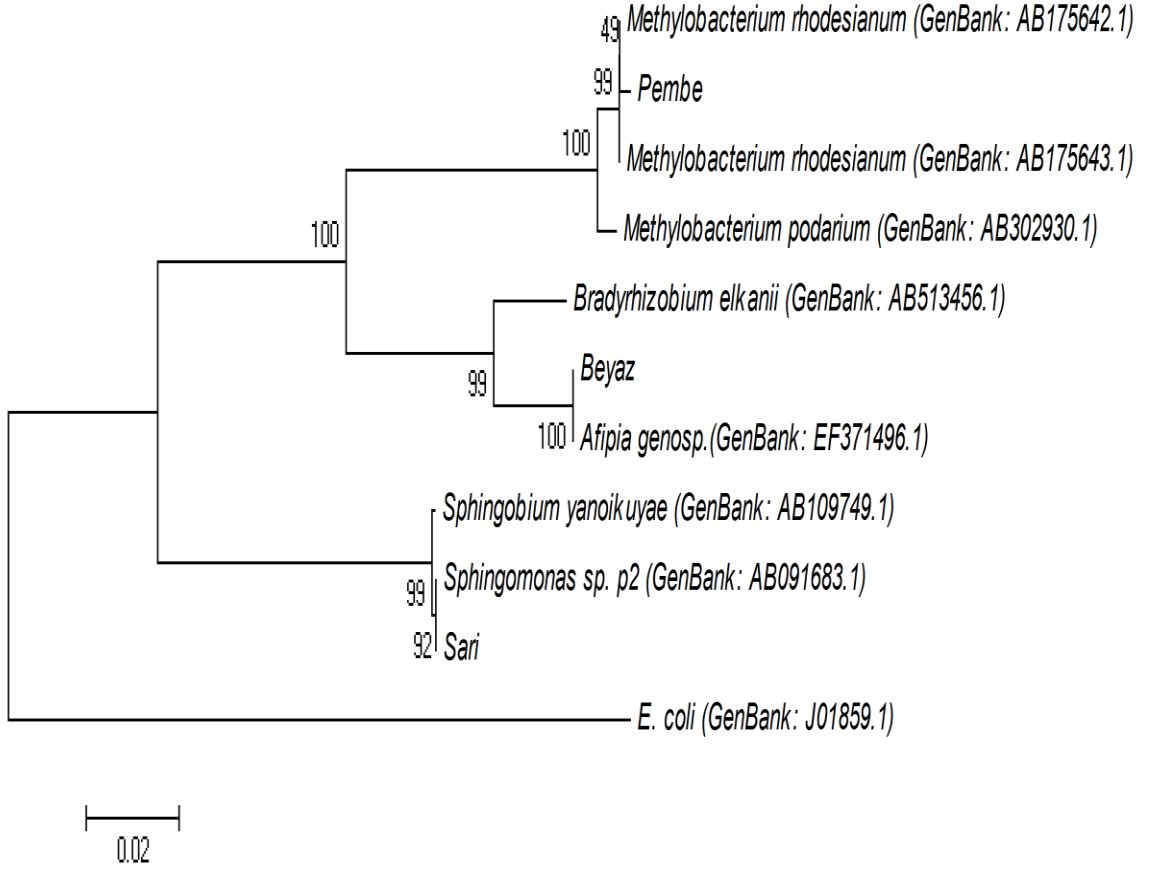 Methylobacterium rhodesianum (GenBank: AB175642.1)
49
99
Pembe
100
Methylobacterium rhodesianum (GenBank: AB175643.1)
100
Methylobacterium podarium (GenBank: AB302930.1)
Bradyrhizobium elkanii (GenBank: AB513456.1)
Beyaz
99
100
Afipia genosp.(GenBank: EF371496.1)
Sphingobium yanoikuyae (GenBank: AB109749.1)
Sphingomonas sp. p2 (GenBank: AB091683.1)
99
92
Sari
E. coli (GenBank: J01859.1)
0.02